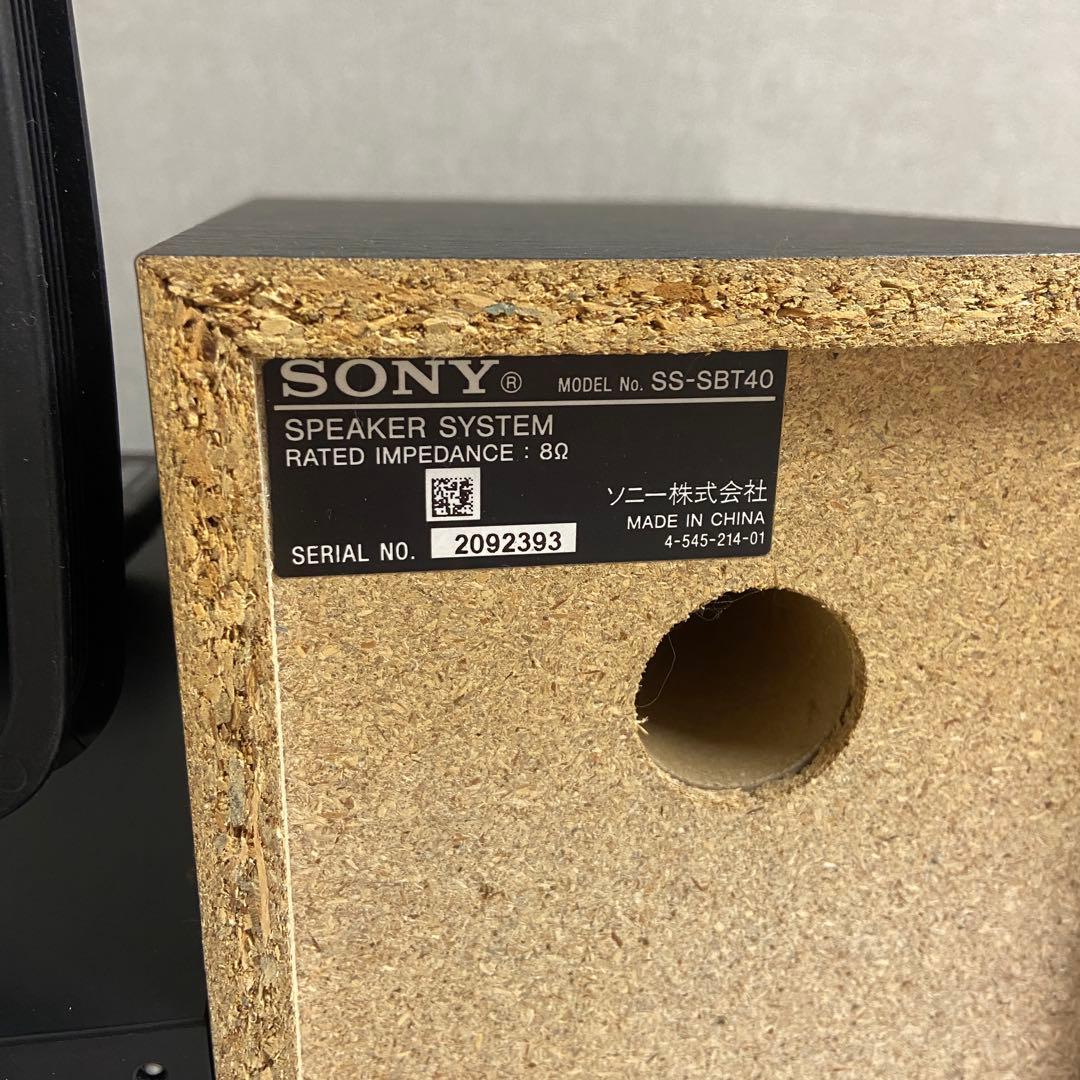 SONY® MODEL No. SS-SBT40
SPEAKER SYSTEM
RATED IMPEDANCE : 8Ω
ソニー株式会社
MADE IN CHINA
4-545-214-01
SERIAL NO. 2092393